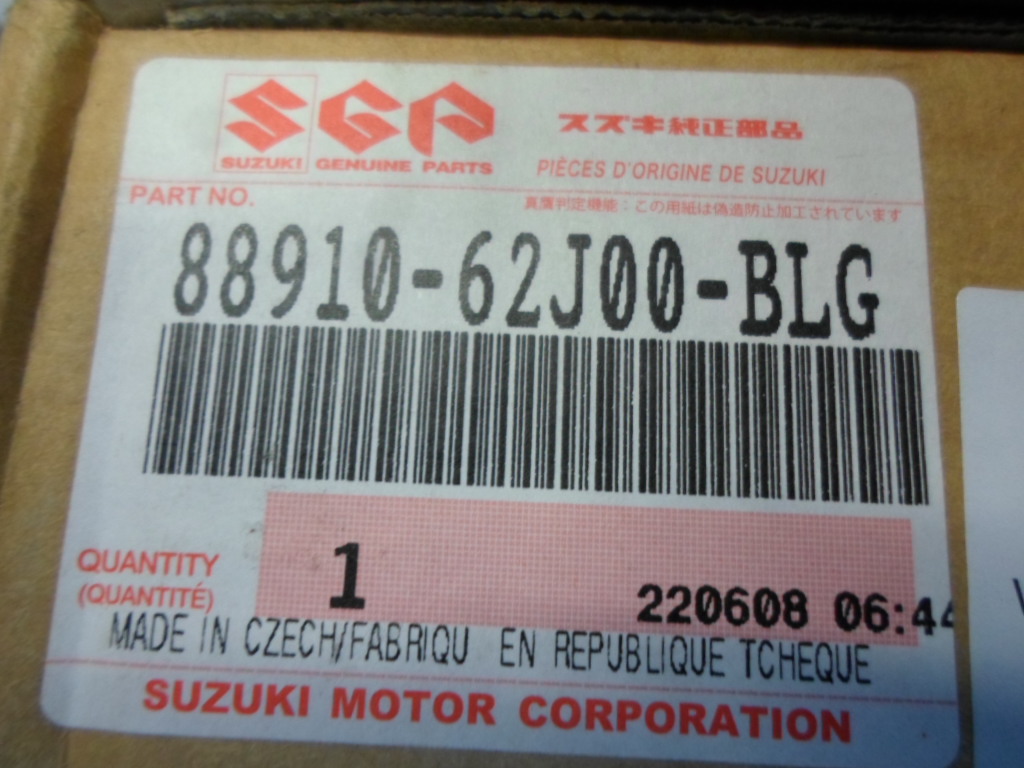 SGP
スズキ純正部品
SUZUKI GENUINE PARTS
PIÈCES D'ORIGINE DE SUZUKI
PART NO.
真贋判定機能：この用紙は偽造防止加工されています
88910-62J00-BLG
QUANTITY
(QUANTITÉ)
1
220608 06:44
MADE IN CZECH/FABRIQU EN REPUBLIQUE TCHEQUE
SUZUKI MOTOR CORPORATION